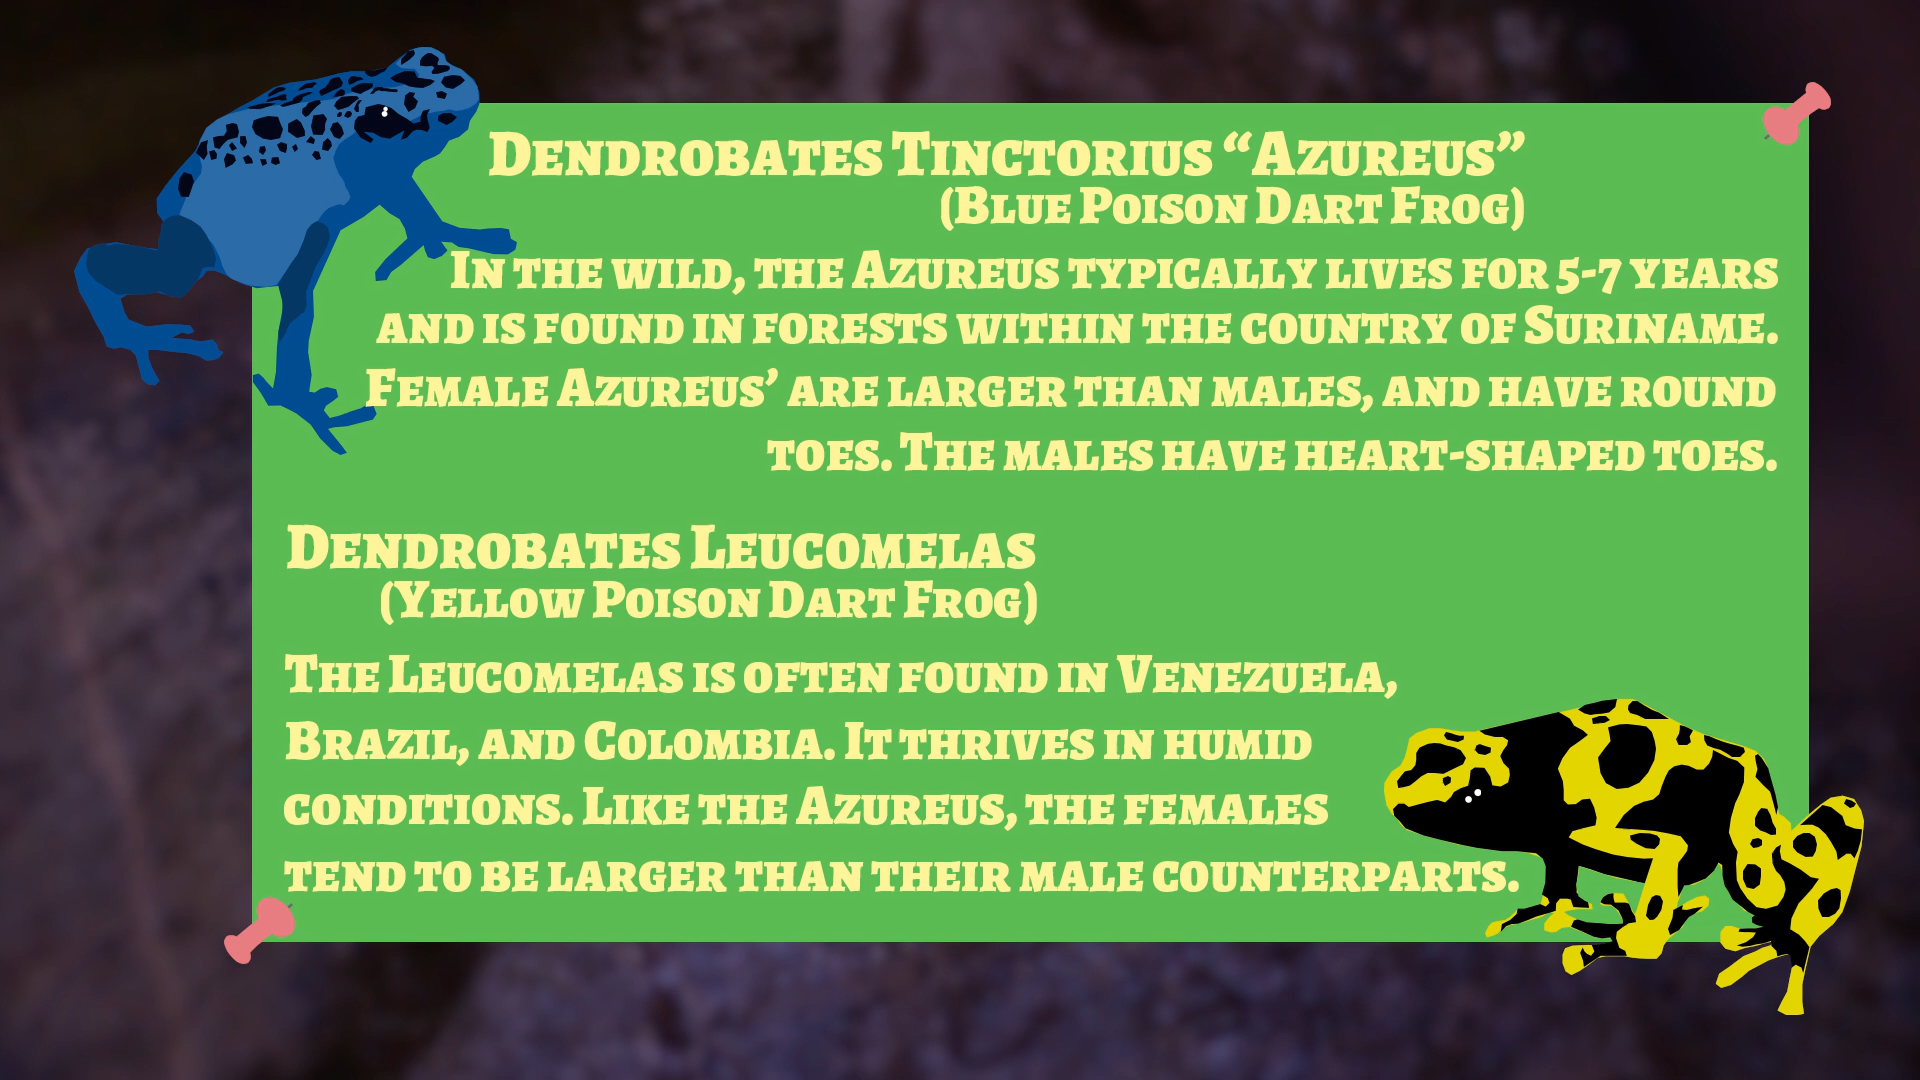 Dendrobates Tinctorius “Azureus”
(Blue Poison Dart Frog)
In the wild, the Azureus typically lives for 5-7 years
and is found in forests within the country of Suriname.
Female Azureus’ are larger than males, and have round
toes. The males have heart-shaped toes.
Dendrobates Leucomelas
(Yellow Poison Dart Frog)
The Leucomelas is often found in Venezuela,
Brazil, and Colombia. It thrives in humid
conditions. Like the Azureus, the females
tend to be larger than their male counterparts.